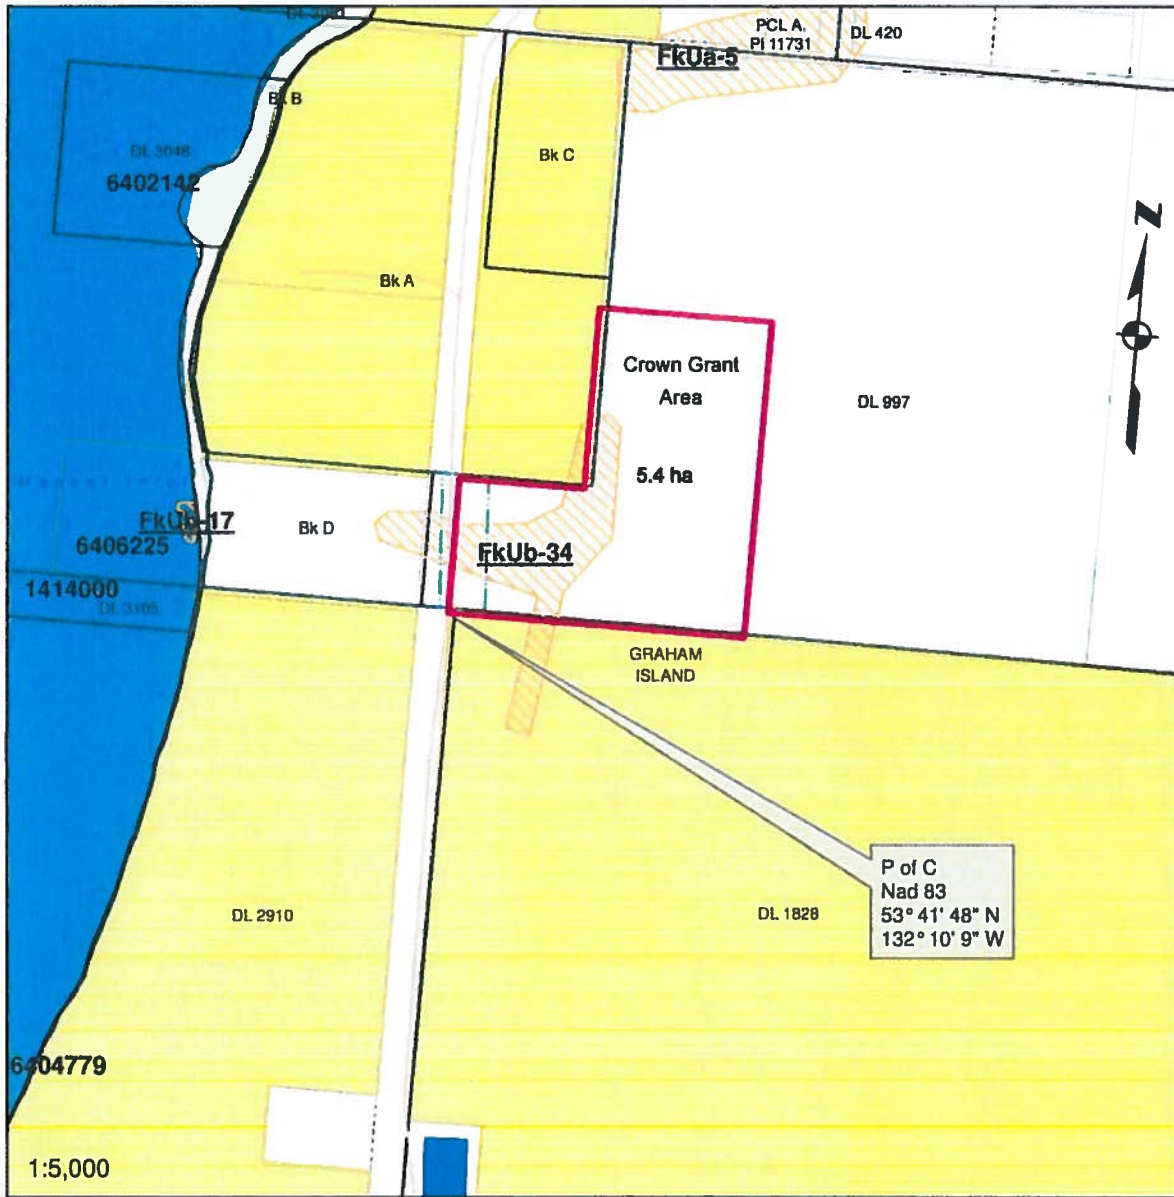 PCL A.
PI 11731
DL 420
FkUa-5
Bk B
DL 3048
6402142
Bk C
Z
Bk A
Crown Grant
Area
DL 997
5.4 ha
FkUb-17
6406225
Bk D
FkUb-34
1414000
DL 3105
GRAHAM
ISLAND
P of C
Nad 83
53° 41' 48" N
132° 10' 9" W
DL 2910
DL 1828
6404779
1:5,000